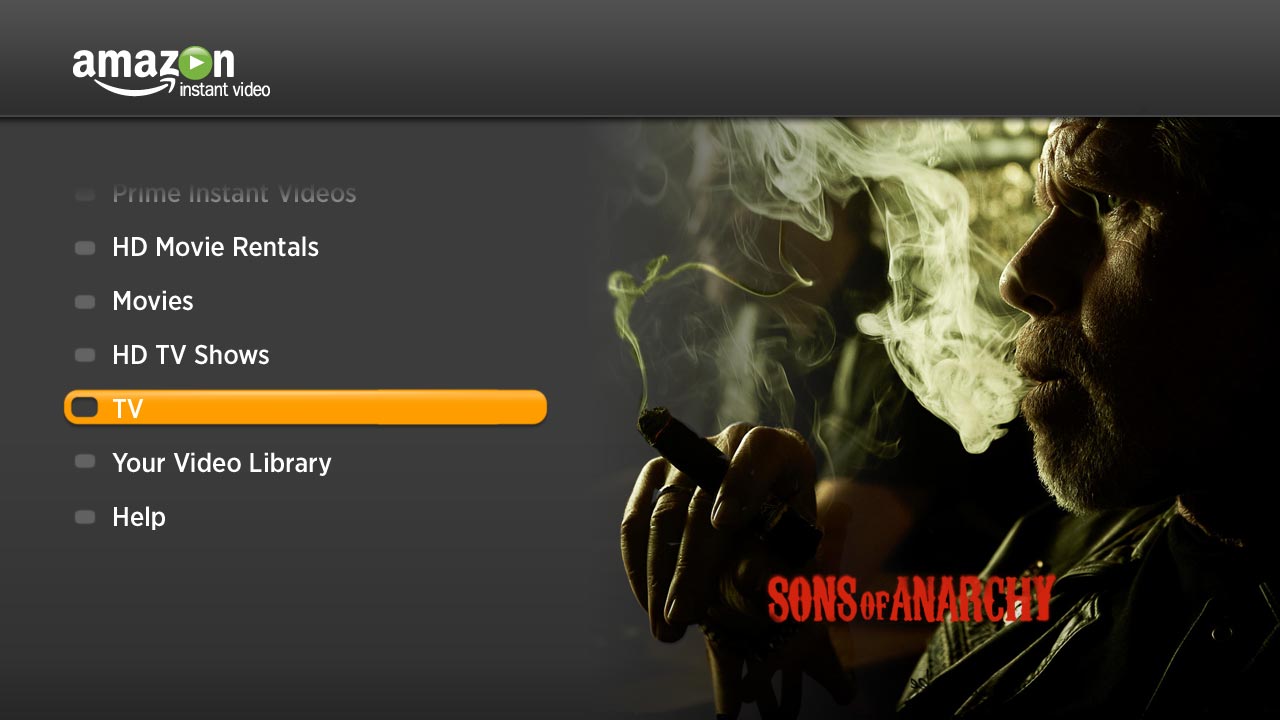 amazon
instant video
Prime Instant Videos
HD Movie Rentals
Movies
HD TV Shows
TV
Your Video Library
Help
SONS OF ANARCHY